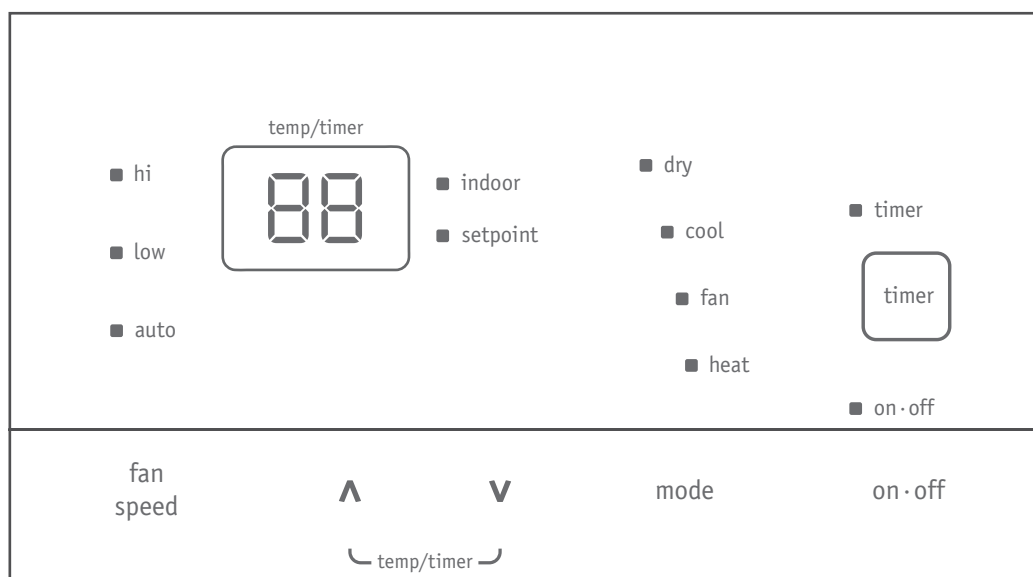 temp/timer
hi
88
indoor
dry
timer
low
setpoint
cool
fan
timer
auto
heat
on·off
fan
speed
∧
∨
mode
on·off
temp/timer